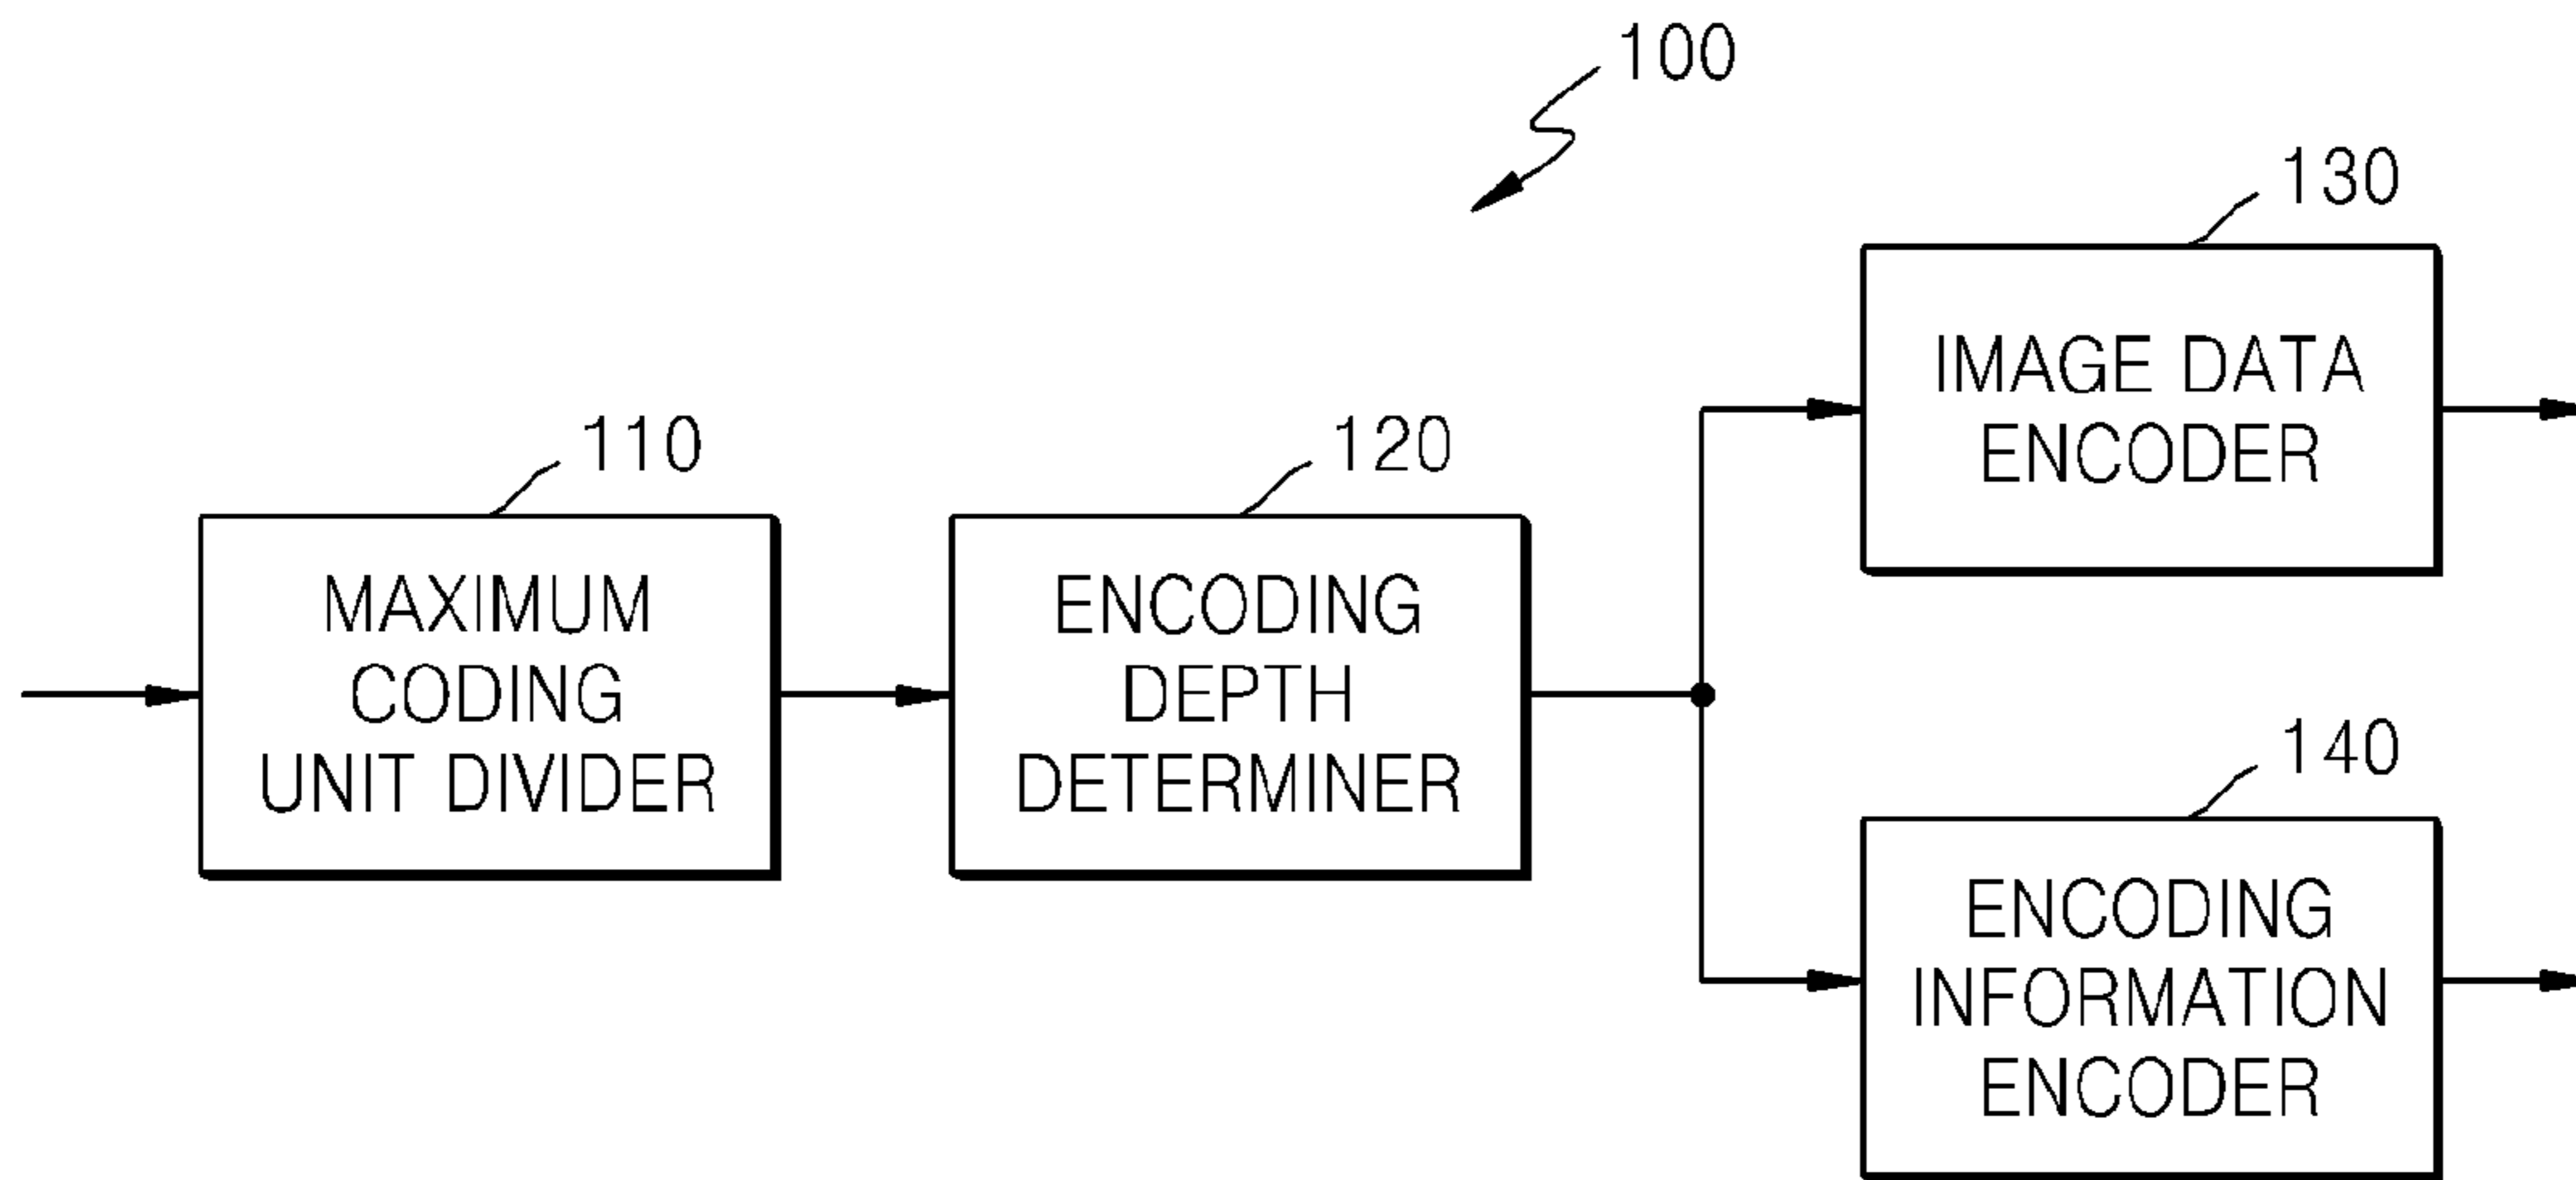 100
110
MAXIMUM
CODING
UNIT DIVIDER
120
ENCODING
DEPTH
DETERMINER
130
IMAGE DATA
ENCODER
140
ENCODING
INFORMATION
ENCODER